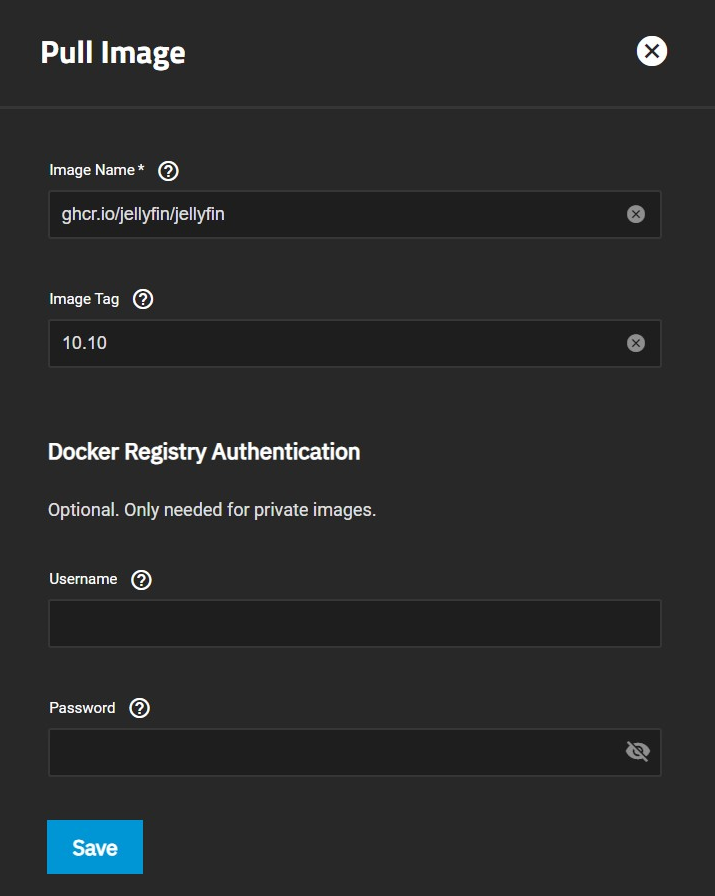 Pull Image
Image Name *
ghcr.io/jellyfin/jellyfin
Image Tag
10.10
Docker Registry Authentication
Optional. Only needed for private images.
Username
Password
Save